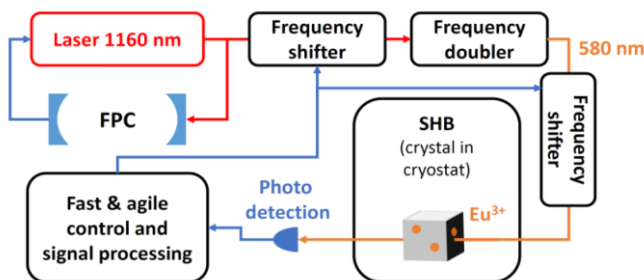 Laser 1160 nm
Frequency
shifter
Frequency
doubler
580 nm
FPC
Frequency
shifter
SHB
(crystal in
cryostat)
Fast & agile
control and
signal processing
Photo
detection
Eu³⁺